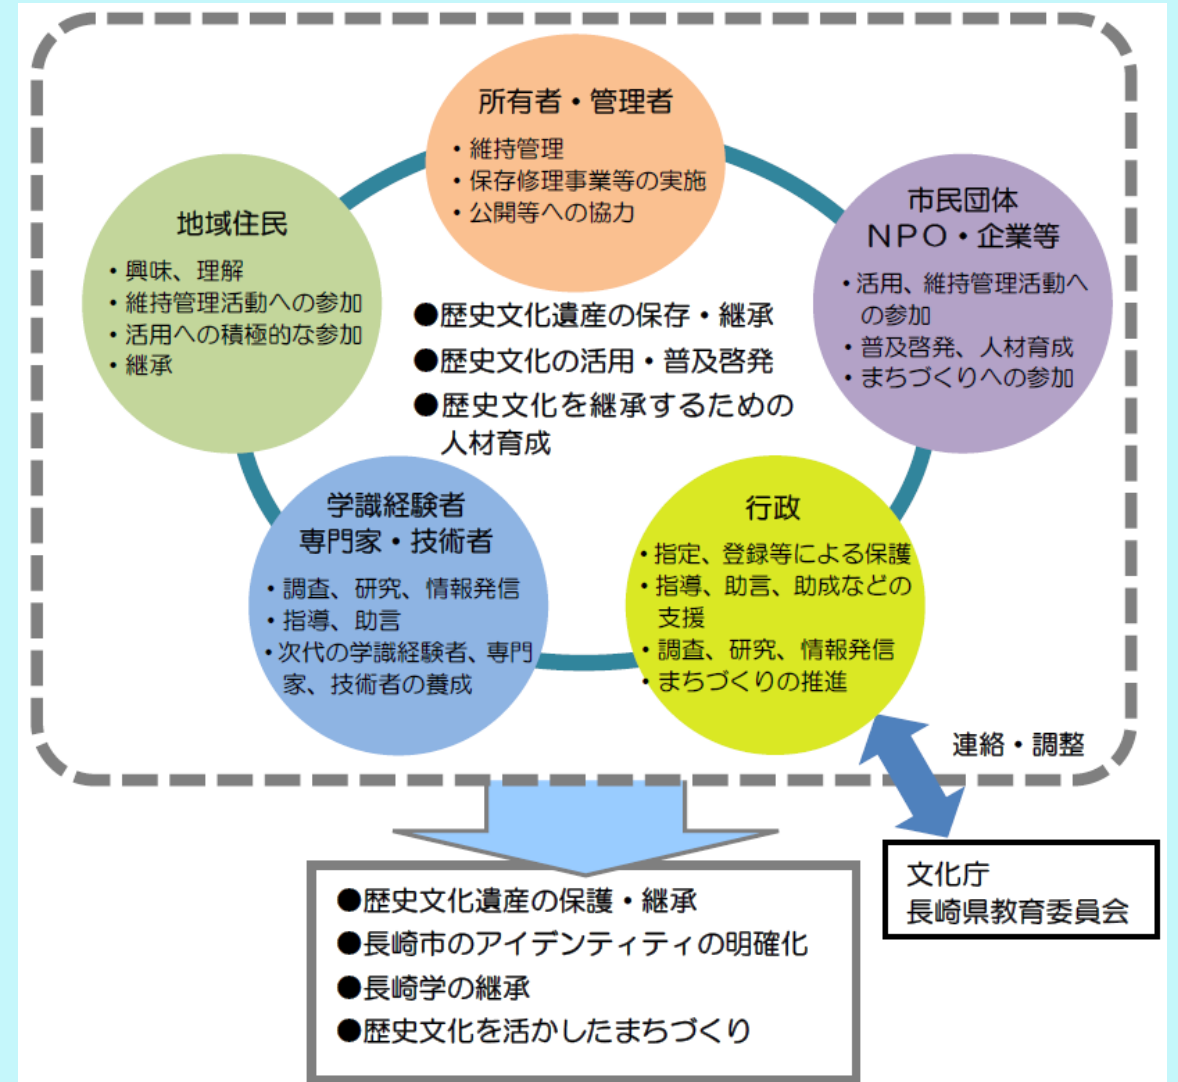 所有者・管理者
・維持管理
・保存修理事業等の実施
・公開等への協力
地域住民
・興味、理解
・維持管理活動への参加
・活用への積極的な参加
・継承
市民団体
NPO・企業等
・活用、維持管理活動へ
の参加
・普及啓発、人材育成
・まちづくりへの参加
●歴史文化遺産の保存・継承
●歴史文化の活用・普及啓発
●歴史文化を継承するための
人材育成
学識経験者
専門家・技術者
・調査、研究、情報発信
・指導、助言
・次代の学識経験者、専門
家、技術者の養成
行政
・指定、登録等による保護
・指導、助言、助成などの
支援
・調査、研究、情報発信
・まちづくりの推進
連絡・調整
文化庁
長崎県教育委員会
●歴史文化遺産の保護・継承
●長崎市のアイデンティティの明確化
●長崎学の継承
●歴史文化を活かしたまちづくり